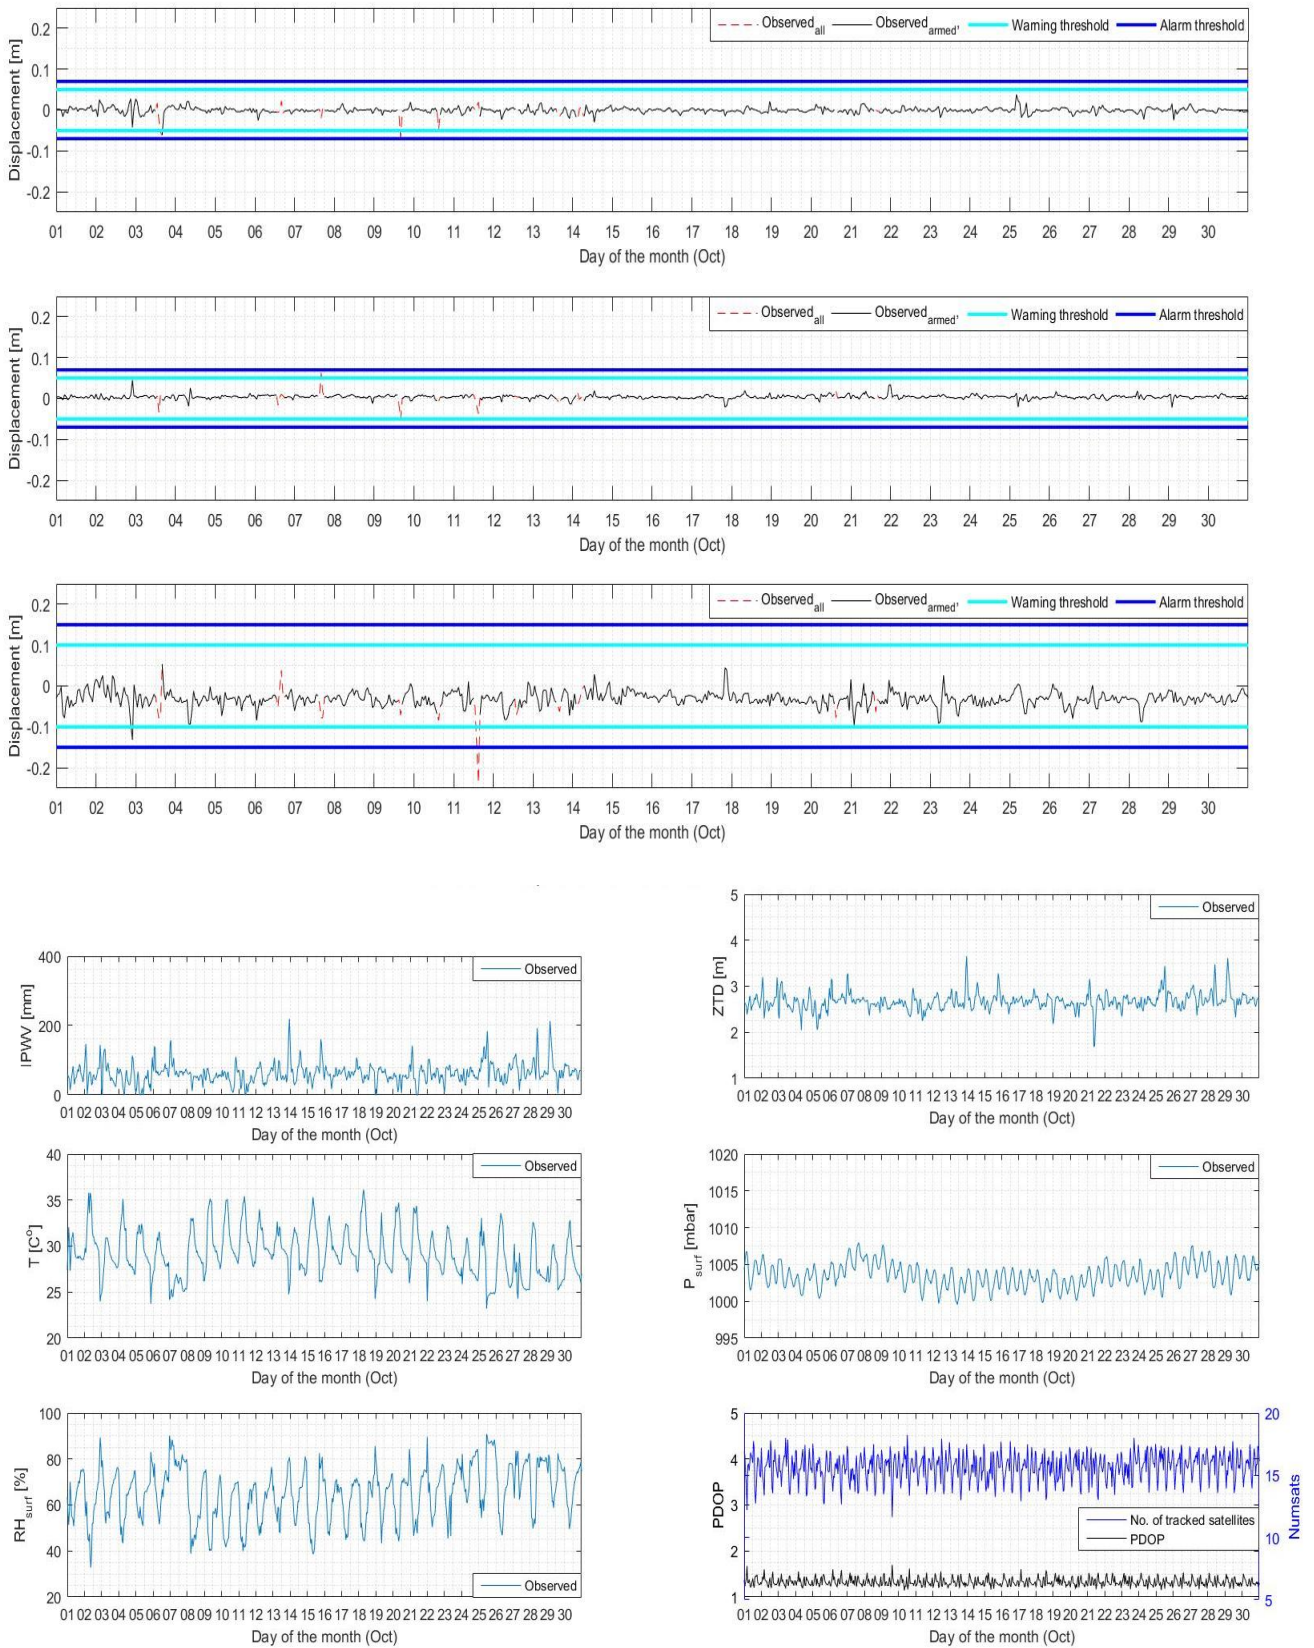 Displacement [m]
0.2
0.1
0
-0.1
-0.2
Observed all Observed armed, Warning threshold Alarm threshold
01 02 03 04 05 06 07 08 09 10 11 12 13 14 15 16 17 18 19 20 21 22 23 24 25 26 27 28 29 30
Day of the month (Oct)
Displacement [m]
0.2
0.1
0
-0.1
-0.2
Observed all Observed armed, Warning threshold Alarm threshold
01 02 03 04 05 06 07 08 09 10 11 12 13 14 15 16 17 18 19 20 21 22 23 24 25 26 27 28 29 30
Day of the month (Oct)
Displacement [m]
0.2
0.1
0
-0.1
-0.2
Observed all Observed armed, Warning threshold Alarm threshold
01 02 03 04 05 06 07 08 09 10 11 12 13 14 15 16 17 18 19 20 21 22 23 24 25 26 27 28 29 30
Day of the month (Oct)
IPWV [mm]
400
200
0
Observed
01 02 03 04 05 06 07 08 09 10 11 12 13 14 15 16 17 18 19 20 21 22 23 24 25 26 27 28 29 30
Day of the month (Oct)
ZTD [m]
5
4
3
2
1
Observed
01 02 03 04 05 06 07 08 09 10 11 12 13 14 15 16 17 18 19 20 21 22 23 24 25 26 27 28 29 30
Day of the month (Oct)
T [C°]
40
35
30
25
20
Observed
01 02 03 04 05 06 07 08 09 10 11 12 13 14 15 16 17 18 19 20 21 22 23 24 25 26 27 28 29 30
Day of the month (Oct)
P surf [mbar]
1020
1015
1010
1005
1000
995
Observed
01 02 03 04 05 06 07 08 09 10 11 12 13 14 15 16 17 18 19 20 21 22 23 24 25 26 27 28 29 30
Day of the month (Oct)
RH surf [%]
100
80
60
40
20
Observed
01 02 03 04 05 06 07 08 09 10 11 12 13 14 15 16 17 18 19 20 21 22 23 24 25 26 27 28 29 30
Day of the month (Oct)
PDOP
5
4
3
2
1
No. of tracked satellites
PDOP
20
15
10
5
Numsats
01 02 03 04 05 06 07 08 09 10 11 12 13 14 15 16 17 18 19 20 21 22 23 24 25 26 27 28 29 30
Day of the month (Oct)